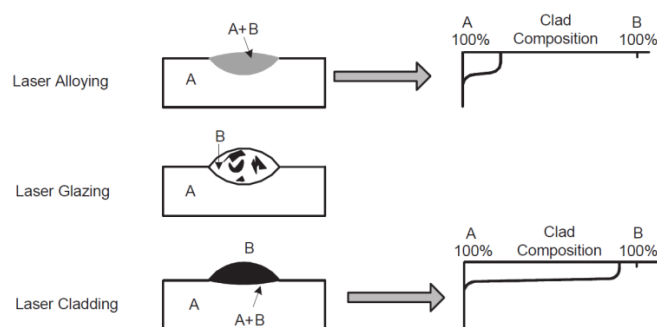 A+B
Laser Alloying
A
A Clad B
100% Composition 100%
Laser Glazing
B
A
Laser Cladding
B
A
A+B
A Clad B
100% Composition 100%